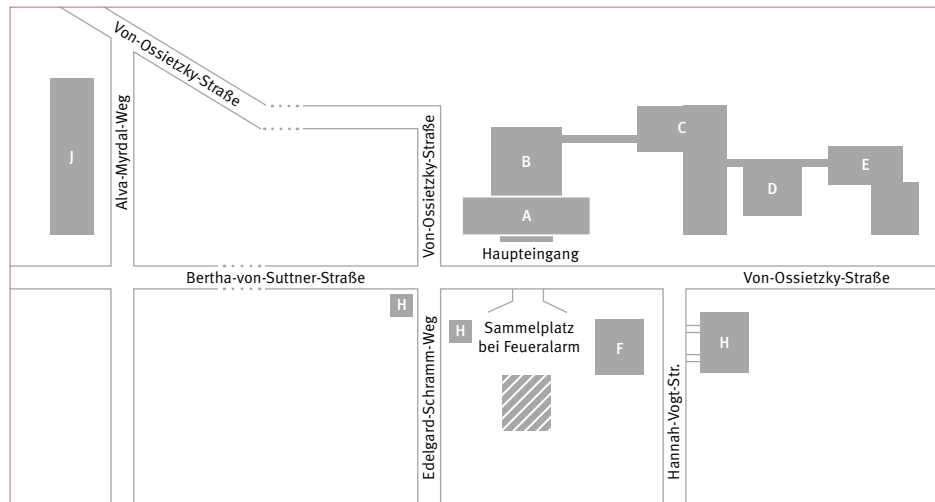 Von-Ossietzky-Straße
Alva-Myrdal-Weg
J
Von-Ossietzky-Straße
B
C
D
E
A
Haupteingang
Bertha-von-Suttner-Straße
Von-Ossietzky-Straße
H
Edelgard-Schramm-Weg
H
Sammelplatz
bei Feueralarm
F
Hannah-Vogt-Str.
H